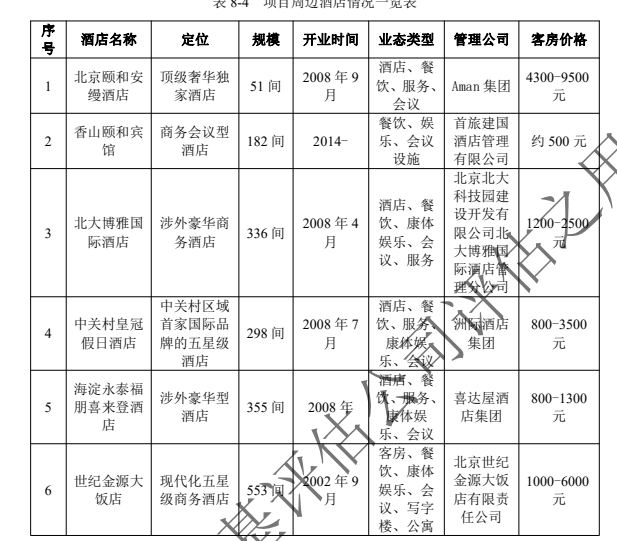 表 8-4 项目周边酒店情况一览表
序号 酒店名称 定位 规模 开业时间 业态类型 管理公司 客房价格
1 北京颐和安缦酒店 顶级奢华独家酒店 51 间 2008 年 9 月 酒店、餐饮、服务、会议 Aman 集团 4300-9500 元
2 香山颐和宾馆 商务会议型酒店 182 间 2014- 餐饮、娱乐、会议设施 首旅建国酒店管理有限公司 约 500 元
3 北大博雅国际酒店 涉外豪华商务酒店 336 间 2008 年 4 月 酒店、餐饮、康体娱乐、会议、服务 北京北大科技园建设开发有限公司北大博雅国际酒店管理分公司 1200-2500 元
4 中关村皇冠假日酒店 中关村区域首家国际品牌的五星级酒店 298 间 2008 年 7 月 酒店、餐饮、服务、康体娱乐、会议 洲际酒店集团 800-3500 元
5 海淀永泰福朋喜来登酒店 涉外豪华型酒店 355 间 2008 年 酒店、餐饮、服务、康体娱乐、会议 喜达屋酒店集团 800-1300 元
6 世纪金源大饭店 现代化五星级商务酒店 553 间 2002 年 9 月 客房、餐饮、康体娱乐、会议、写字楼、公寓 北京世纪金源大饭店有限责任公司 1000-6000 元
基评估公司评估之用